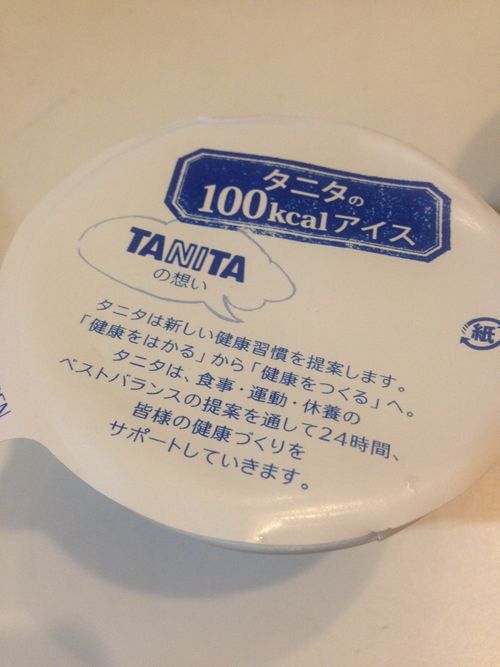 タニタの
100kcalアイス
TANITA
の想い
タニタは新しい健康習慣を提案します。
「健康をはかる」から「健康をつくる」へ。
タニタは、食事・運動・休養の
ベストバランスの提案を通して24時間、
皆様の健康づくりを
サポートしていきます。
紙